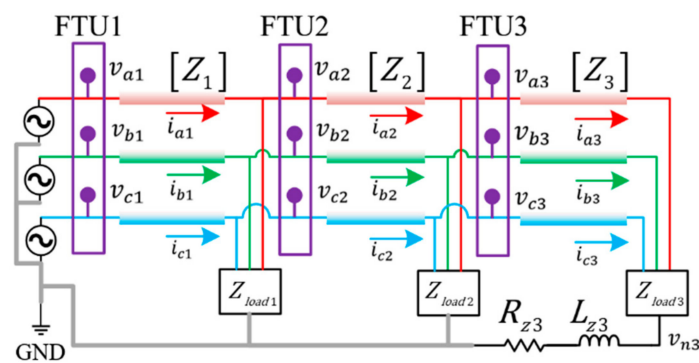 FTU1 FTU2 FTU3
v_a1 [Z_1] v_a2 [Z_2] v_a3 [Z_3]
i_a1 i_a2 i_a3
v_b1 v_b2 v_b3
i_b1 i_b2 i_b3
v_c1 v_c2 v_c3
i_c1 i_c2 i_c3
Z_load1 Z_load2 Z_load3
R_z3 L_z3
v_n3
GND